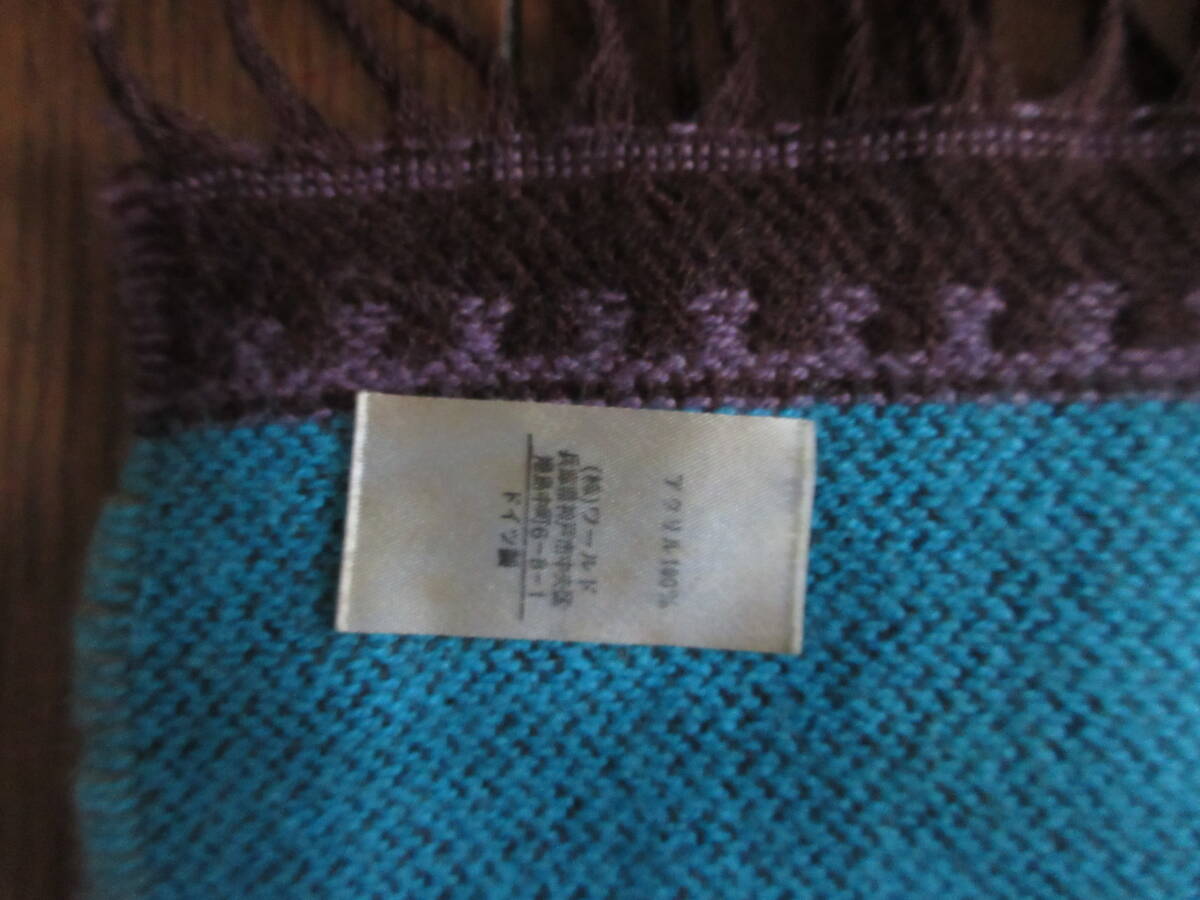 アクリル100%
(株)ワールド
兵庫県神戸市中央区
港島中町6-8-1
ドイツ製